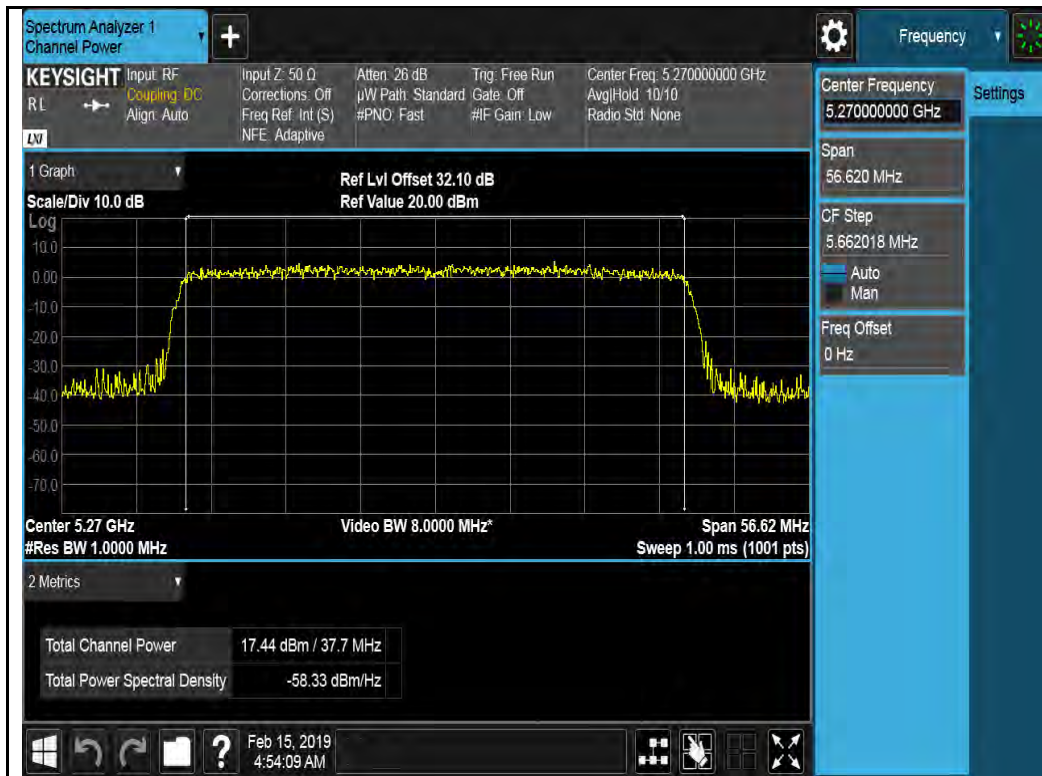 Spectrum Analyzer 1
Channel Power
+
Frequency
KEYSIGHT
RL
LXI
Input: RF
Coupling: DC
Align: Auto
Input Z: 50 Ω
Corrections: Off
Freq Ref: Int (S)
NFE: Adaptive
Atten: 26 dB
µW Path: Standard
#PNO: Fast
Trig: Free Run
Gate: Off
#IF Gain: Low
Center Freq: 5.270000000 GHz
Avg|Hold: 10/10
Radio Std: None
Center Frequency
5.270000000 GHz
Settings
Span
56.620 MHz
CF Step
5.662018 MHz
Auto
Man
Freq Offset
0 Hz
1 Graph
Scale/Div 10.0 dB
Ref Lvl Offset 32.10 dB
Ref Value 20.00 dBm
Log
10.0
0.00
-10.0
-20.0
-30.0
-40.0
-50.0
-60.0
-70.0
Center 5.27 GHz
#Res BW 1.0000 MHz
Video BW 8.0000 MHz*
Span 56.62 MHz
Sweep 1.00 ms (1001 pts)
2 Metrics
Total Channel Power 17.44 dBm / 37.7 MHz
Total Power Spectral Density -58.33 dBm/Hz
?
Feb 15, 2019
4:54:09 AM